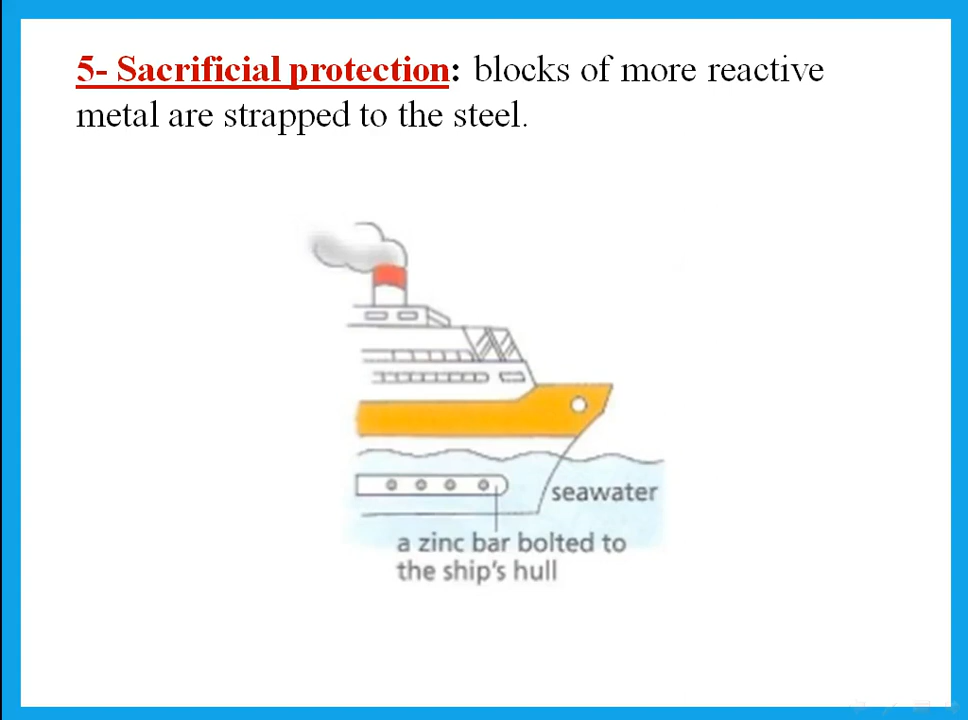 5- Sacrificial protection: blocks of more reactive
metal are strapped to the steel.
seawater
a zinc bar bolted to
the ship's hull